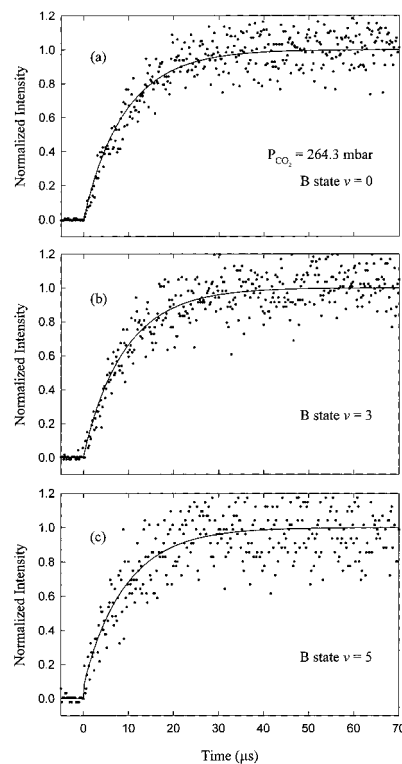 1.2
(a)
1.0
0.8
0.6
0.4
0.2
0.0
Normalized Intensity
P_CO₂ = 264.3 mbar
B state v = 0
1.2
(b)
1.0
0.8
0.6
0.4
0.2
0.0
Normalized Intensity
B state v = 3
1.2
(c)
1.0
0.8
0.6
0.4
0.2
0.0
Normalized Intensity
B state v = 5
0 10 20 30 40 50 60 70
Time (μs)